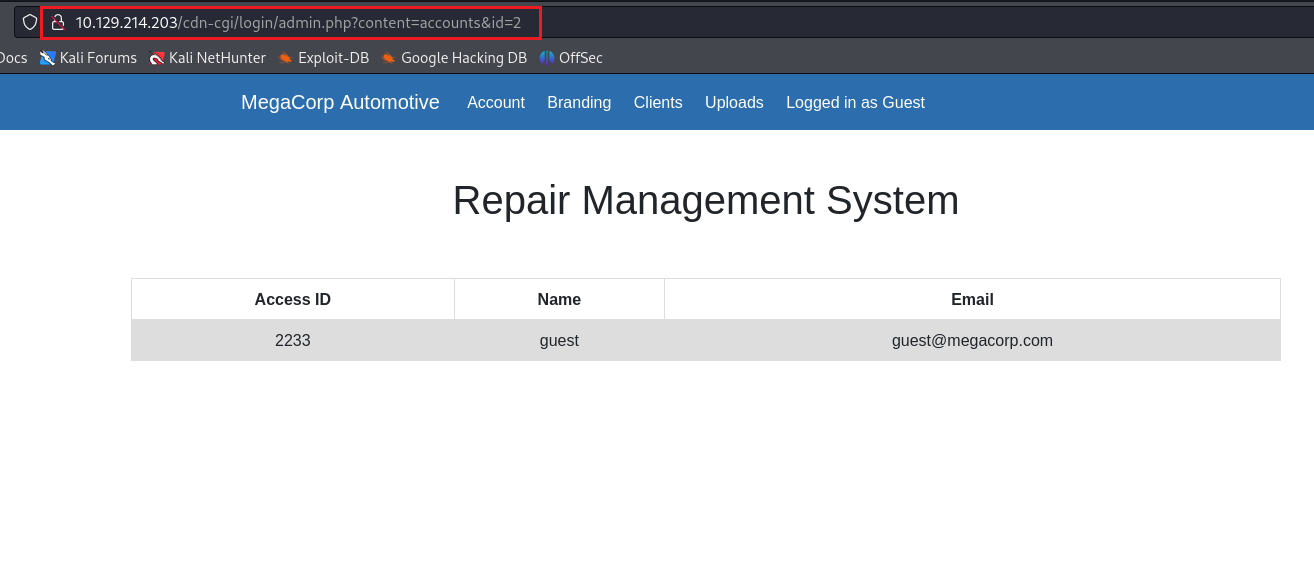 10.129.214.203/cdn-cgi/login/admin.php?content=accounts&id=2
Docs Kali Forums Kali NetHunter Exploit-DB Google Hacking DB OffSec
MegaCorp Automotive Account Branding Clients Uploads Logged in as Guest
Repair Management System
Access ID Name Email
2233 guest guest@megacorp.com